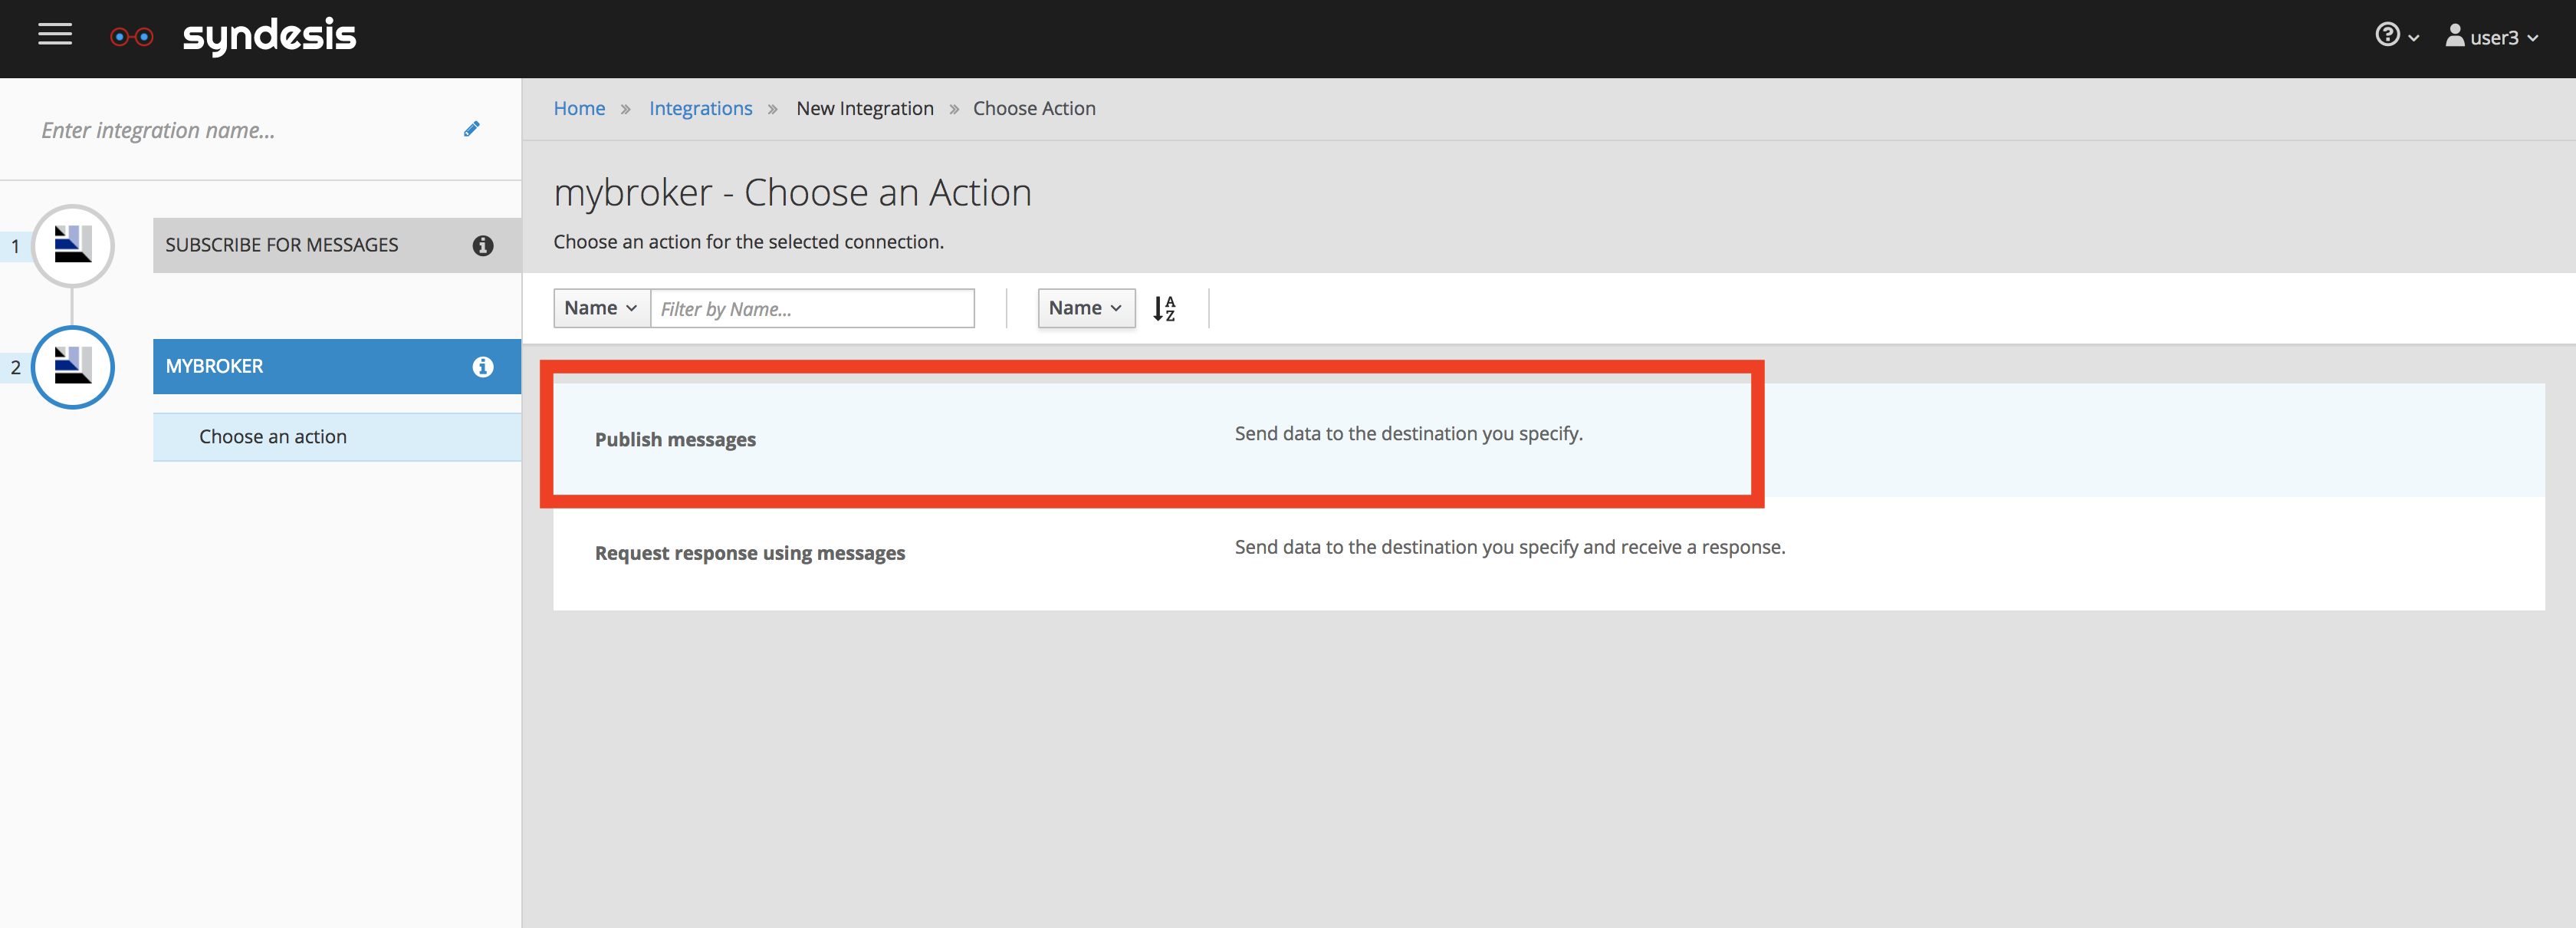 syndesis
user3
Enter integration name...
Home » Integrations » New Integration » Choose Action
mybroker - Choose an Action
Choose an action for the selected connection.
1 SUBSCRIBE FOR MESSAGES
2 MYBROKER
Choose an action
Name Filter by Name... Name
Publish messages Send data to the destination you specify.
Request response using messages Send data to the destination you specify and receive a response.